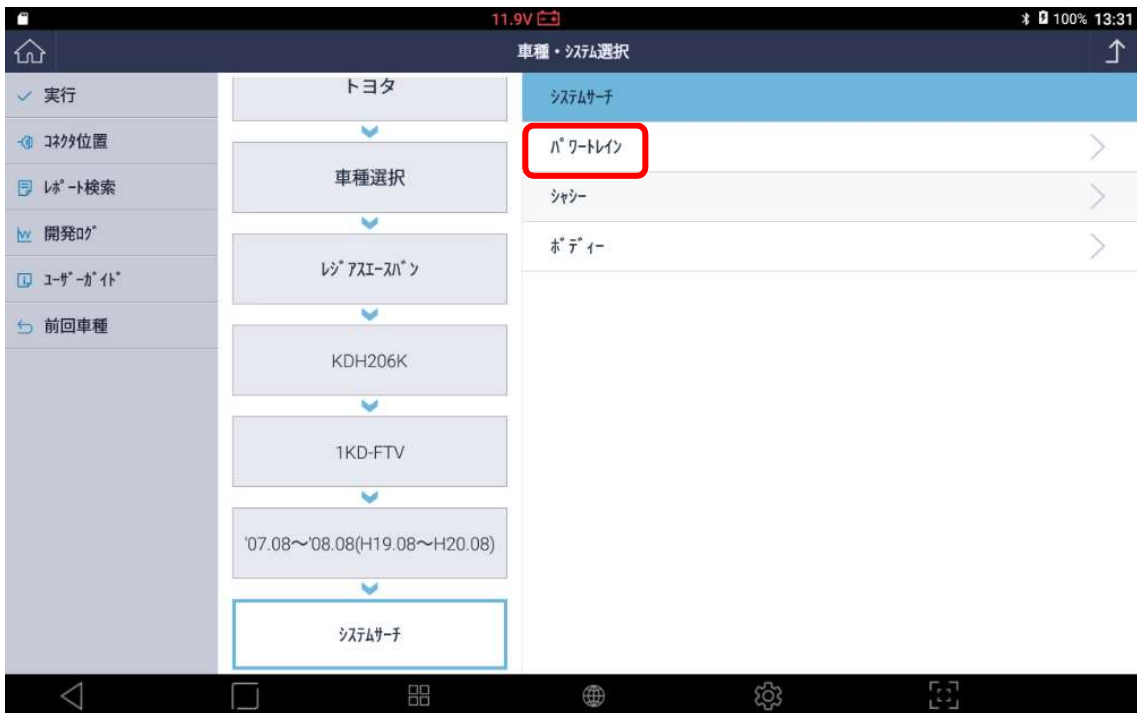 11.9V
100% 13:31
車種・ｼｽﾃﾑ選択
実行
ｺﾈｸﾀ位置
ﾚﾎﾟｰﾄ検索
開発ﾛｸﾞ
ﾕｰｻﾞｰｶﾞｲﾄﾞ
前回車種
トヨタ
車種選択
ﾚｼﾞｱｽｴｰｽﾊﾞﾝ
KDH206K
1KD-FTV
'07.08～'08.08(H19.08～H20.08)
ｼｽﾃﾑｻｰﾁ
ｼｽﾃﾑｻｰﾁ
ﾊﾟﾜｰﾄﾚｲﾝ
ｼｬｼｰ
ﾎﾞﾃﾞｨｰ